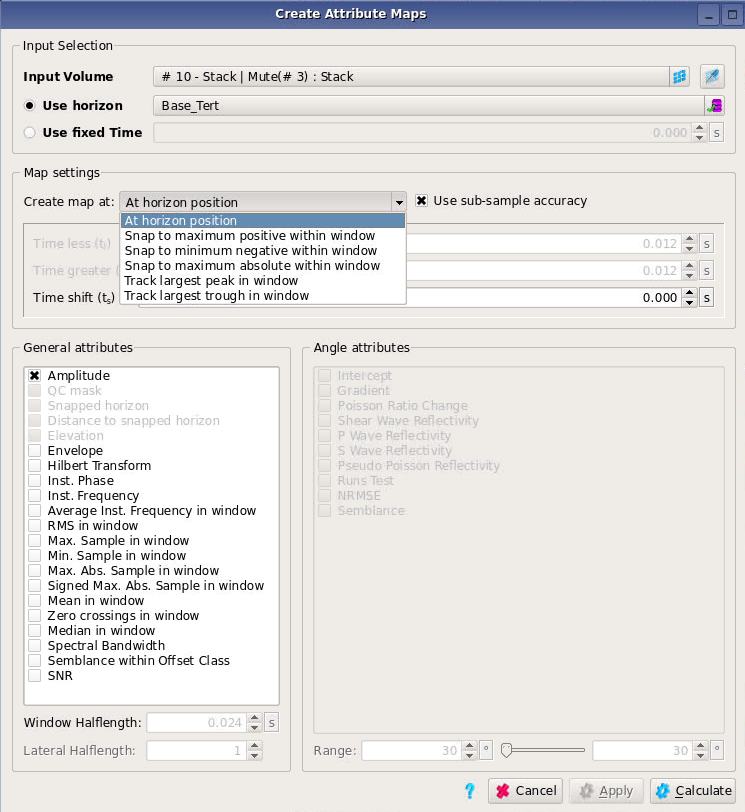 Create Attribute Maps
Input Selection
Input Volume # 10 - Stack | Mute(# 3) : Stack
Use horizon Base_Tert
Use fixed Time 0.000 s
Map settings
Create map at: At horizon position Use sub-sample accuracy
At horizon position
Snap to maximum positive within window
Time less (tl) 0.012 s
Snap to minimum negative within window
Snap to maximum absolute within window
Time greater ( 0.012 s
Track largest peak in window
Track largest trough in window
Time shift (ts) 0.000 s
General attributes
Amplitude
QC mask
Snapped horizon
Distance to snapped horizon
Elevation
Envelope
Hilbert Transform
Inst. Phase
Inst. Frequency
Average Inst. Frequency in window
RMS in window
Max. Sample in window
Min. Sample in window
Max. Abs. Sample in window
Signed Max. Abs. Sample in window
Mean in window
Zero crossings in window
Median in window
Spectral Bandwidth
Semblance within Offset Class
SNR
Window Halflength: 0.024 s
Lateral Halflength: 1
Angle attributes
Intercept
Gradient
Poisson Ratio Change
Shear Wave Reflectivity
P Wave Reflectivity
S Wave Reflectivity
Pseudo Poisson Reflectivity
Runs Test
NRMSE
Semblance
Range: 30 ° 30 °
? Cancel Apply Calculate